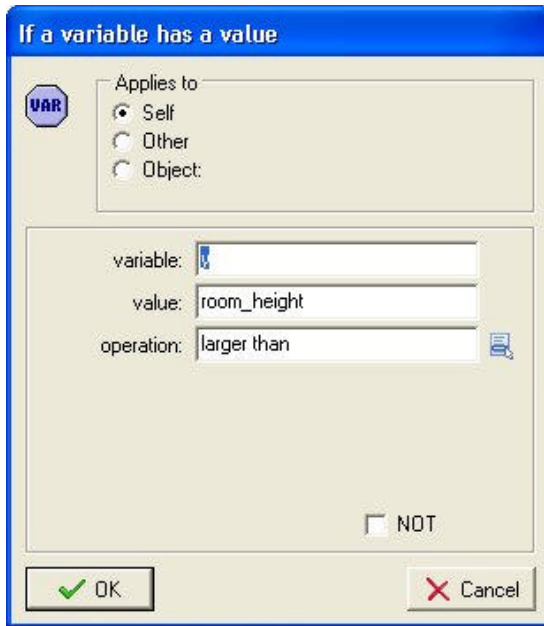 If a variable has a value
VAR
Applies to
Self
Other
Object:
variable: y
value: room_height
operation: larger than
NOT
OK
Cancel